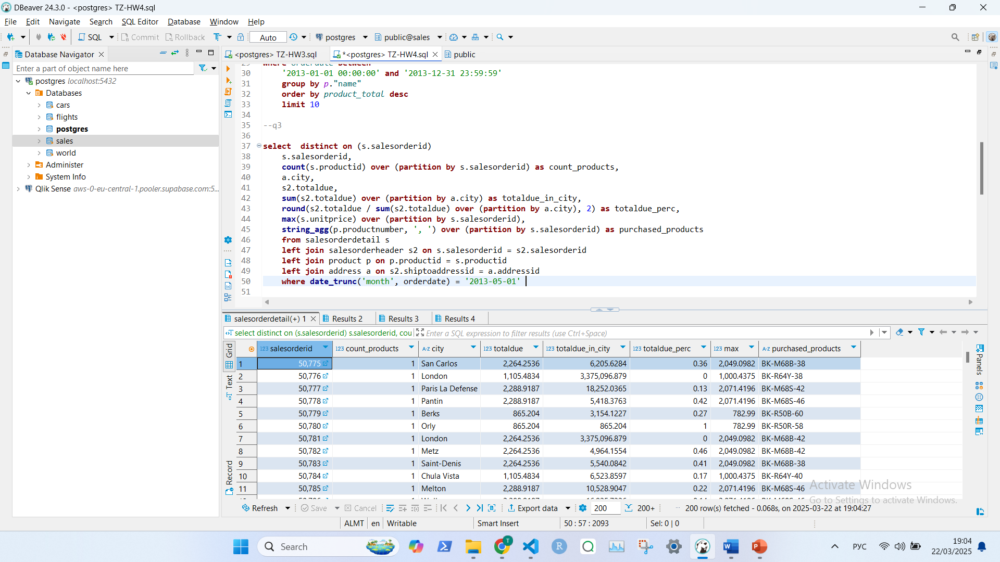 DBeaver 24.3.0 - <postgres> TZ-HW4.sql
File Edit Navigate Search SQL Editor Database Window Help
SQL Commit Rollback Auto postgres public@sales
Database Navigator
<postgres> TZ-HW3.sql *<postgres> TZ-HW4.sql public
Enter a part of object name here
postgres localhost:5432
Databases
cars
flights
postgres
sales
world
Administer
System Info
Qlik Sense aws-0-eu-central-1.pooler.supabase.com:5...
29 where orderdate between
30 '2013-01-01 00:00:00' and '2013-12-31 23:59:59'
31 group by p."name"
32 order by product_total desc
33 limit 10
34
35 --q3
36
37 select  distinct on (s.salesorderid)
38 s.salesorderid,
39 count(s.productid) over (partition by s.salesorderid) as count_products,
40 a.city,
41 s2.totaldue,
42 sum(s2.totaldue) over (partition by a.city) as totaldue_in_city,
43 round(s2.totaldue / sum(s2.totaldue) over (partition by a.city), 2) as totaldue_perc,
44 max(s.unitprice) over (partition by s.salesorderid),
45 string_agg(p.productnumber, ', ') over (partition by s.salesorderid) as purchased_products
46 from salesorderdetail s
47 left join salesorderheader s2 on s.salesorderid = s2.salesorderid
48 left join product p on p.productid = s.productid
49 left join address a on s2.shiptoaddressid = a.addressid
50 where date_trunc('month', orderdate) = '2013-05-01'
51
salesorderdetail(+) 1 Results 2 Results 3 Results 4
select distinct on (s.salesorderid) s.salesorderid, cou Enter a SQL expression to filter results (use Ctrl+Space)
Grid
Text
Record
Panels
123 salesorderid 123 count_products A-Z city 123 totaldue 123 totaldue_in_city 123 totaldue_perc 123 max A-Z purchased_products
1 50,775 1 San Carlos 2,264.2536 6,205.6284 0.36 2,049.0982 BK-M68B-38
2 50,776 1 London 1,105.4834 3,375,096.879 0 1,000.4375 BK-R64Y-38
3 50,777 1 Paris La Defense 2,288.9187 18,252.0365 0.13 2,071.4196 BK-M68S-42
4 50,778 1 Pantin 2,288.9187 5,418.3763 0.42 2,071.4196 BK-M68S-46
5 50,779 1 Berks 865.204 3,154.1227 0.27 782.99 BK-R50B-60
6 50,780 1 Orly 865.204 865.204 1 782.99 BK-R50R-58
7 50,781 1 London 2,264.2536 3,375,096.879 0 2,049.0982 BK-M68B-42
8 50,782 1 Metz 2,264.2536 4,964.1554 0.46 2,049.0982 BK-M68B-42
9 50,783 1 Saint-Denis 2,264.2536 5,540.0842 0.41 2,049.0982 BK-M68B-38
10 50,784 1 Chula Vista 1,105.4834 6,523.8597 0.17 1,000.4375 BK-R64Y-40
11 50,785 1 Melton 2,288.9187 10,528.9047 0.22 2,071.4196 BK-M68S-46
Activate Windows
Go to Settings to activate Windows.
Refresh Save Cancel Export data 200 200+ 200 row(s) fetched - 0.068s, on 2025-03-22 at 19:04:27
ALMT en Writable Smart Insert 50 : 57 : 2093 Sel: 0 | 0
Search
РУС
19:04
22/03/2025